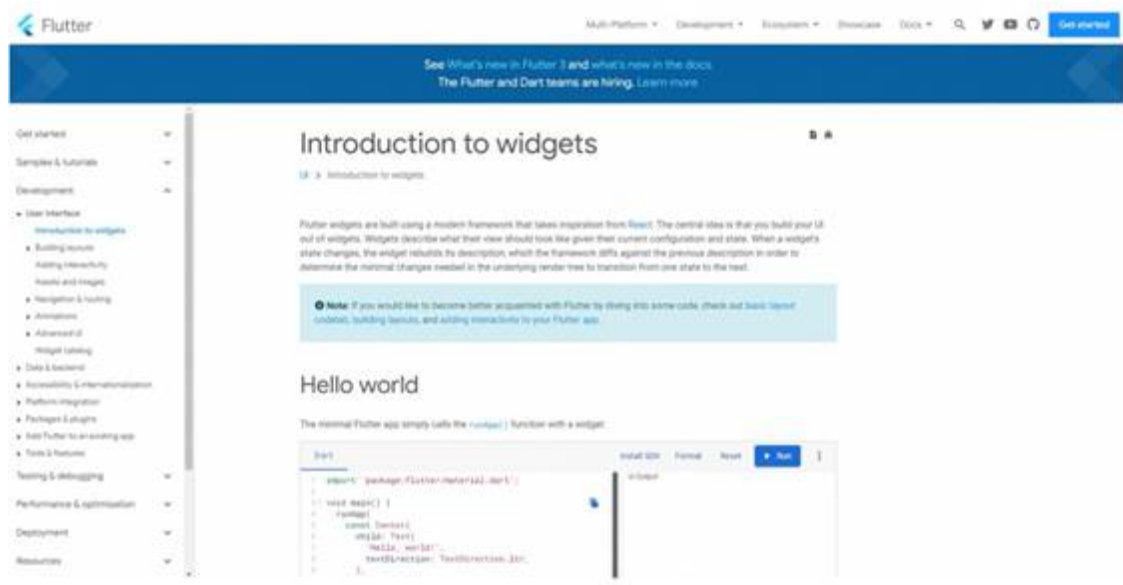 Flutter
Multi-Platform Development Ecosystem Showcase Docs Get started
See What's new in Flutter 3 and what's new in the docs.
The Flutter and Dart teams are hiring. Learn more
Get started
Samples & tutorials
Development
User interface
Introduction to widgets
Building layouts
Adding interactivity
Assets and images
Navigation & routing
Animations
Advanced UI
Widget catalog
Data & backend
Accessibility & internationalization
Platform integration
Packages & plugins
Add Flutter to an existing app
Tools & features
Testing & debugging
Performance & optimization
Deployment
Resources
Introduction to widgets
UI > Introduction to widgets
Flutter widgets are built using a modern framework that takes inspiration from React. The central idea is that you build your UI
out of widgets. Widgets describe what their view should look like given their current configuration and state. When a widget's
state changes, the widget rebuilds its description, which the framework diffs against the previous description in order to
determine the minimal changes needed in the underlying render tree to transition from one state to the next.
Note: If you would like to become better acquainted with Flutter by diving into some code, check out basic layout
codelab, building layouts, and adding interactivity to your Flutter app.
Hello world
The minimal Flutter app simply calls the runApp() function with a widget:
Dart Install SDK Format Reset Run
import 'package:flutter/material.dart';
void main() {
runApp(
const Center(
child: Text(
'Hello, world!',
textDirection: TextDirection.ltr,
),